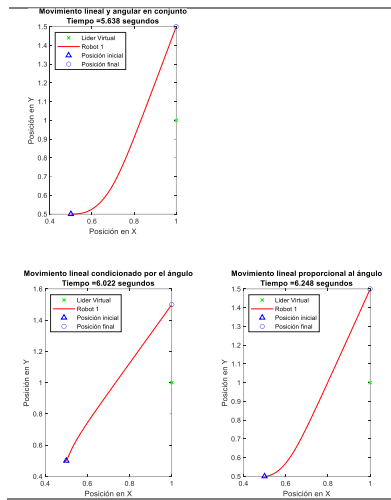 Movimiento lineal y angular en conjunto
Tiempo =5.638 segundos
1.5
1.4
1.3
1.2
1.1
1
0.9
0.8
0.7
0.6
0.5
Posición en Y
Lider Virtual
Robot 1
Posición inicial
Posición final
0.4
0.6
0.8
1
Posición en X
Movimiento lineal condicionado por el ángulo
Tiempo =6.022 segundos
1.6
1.4
1.2
1
0.8
0.6
0.4
Posición en Y
Lider Virtual
Robot 1
Posición inicial
Posición final
0.4
0.6
0.8
1
Posición en X
Movimiento lineal proporcional al ángulo
Tiempo =6.248 segundos
1.5
1.4
1.3
1.2
1.1
1
0.9
0.8
0.7
0.6
0.5
Posición en Y
Lider Virtual
Robot 1
Posición inicial
Posición final
0.4
0.6
0.8
1
Posición en X